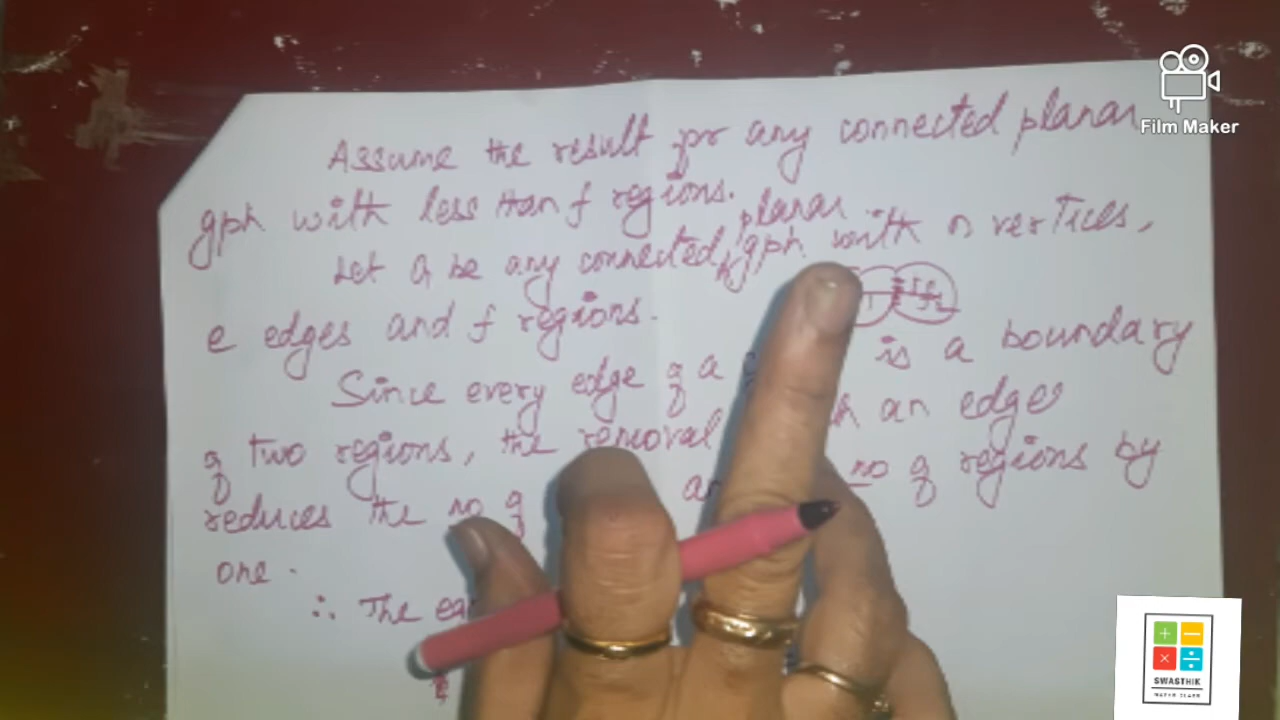 Assume the result for any connected planar
gph with less than f regions.
planar
Let G be any connected gph with n vertices,
e edges and f regions.
Since every edge of a is a boundary
of two regions, the removal an edge
reduces the no of no of regions by
one.
∴ The
Film Maker
SWASTHIK